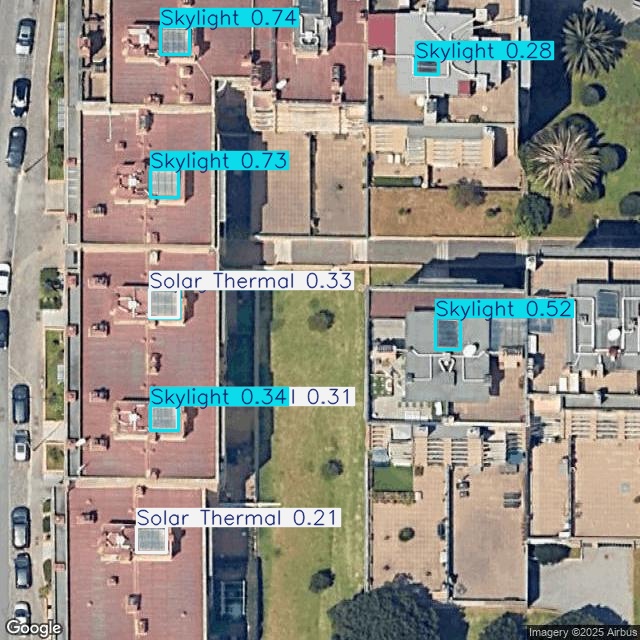 Skylight 0.74
Skylight 0.28
Skylight 0.73
Solar Thermal 0.33
Skylight 0.52
Skylight 0.34 l 0.31
Solar Thermal 0.21
Google
Imagery ©2025 Airbus